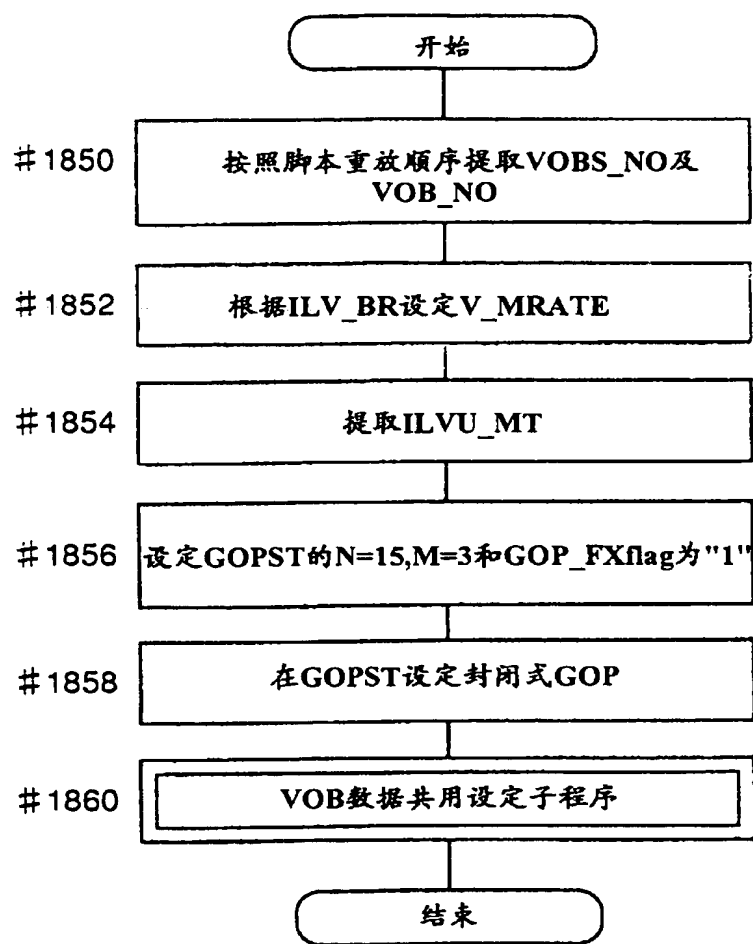 开始
#1850
按照脚本重放顺序提取VOBS_NO及
VOB_NO
#1852
根据ILV_BR设定V_MRATE
#1854
提取ILVU_MT
#1856
设定GOPST的N=15,M=3和GOP_FXflag为"1"
#1858
在GOPST设定封闭式GOP
#1860
VOB数据共用设定子程序
结束